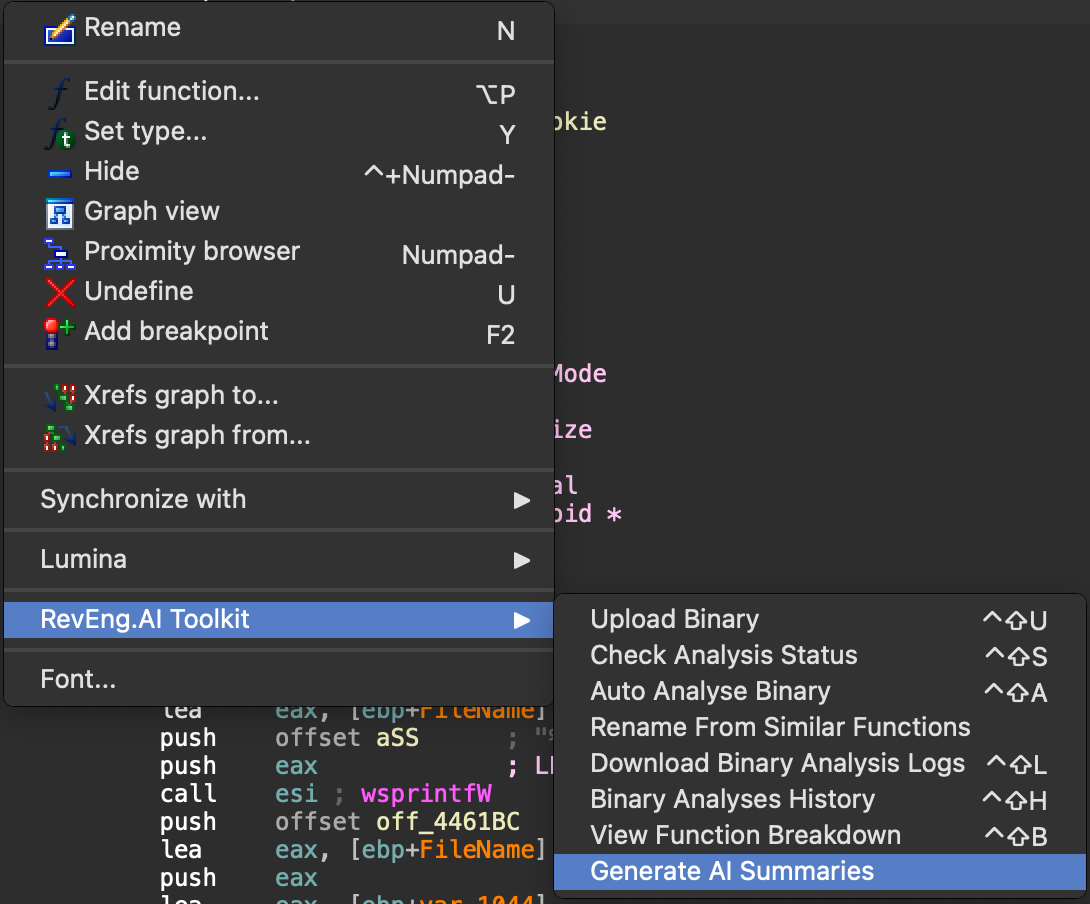 Rename N
Edit function... ⌥P
Set type... Y
Hide ^+Numpad-
Graph view
Proximity browser Numpad-
Undefine U
Add breakpoint F2
Xrefs graph to...
Xrefs graph from...
Synchronize with ▶
Lumina ▶
RevEng.AI Toolkit ▶
Font...
okie
Mode
ize
al
oid *
Upload Binary ^⇧U
Check Analysis Status ^⇧S
Auto Analyse Binary ^⇧A
Rename From Similar Functions
Download Binary Analysis Logs ^⇧L
Binary Analyses History ^⇧H
View Function Breakdown ^⇧B
Generate AI Summaries
lea eax, [ebp+FileName]
push offset aSS ; "
push eax ; L
call esi ; wsprintfW
push offset off_4461BC
lea eax, [ebp+FileName]
push eax
lea eax, [ebp+var_1044]